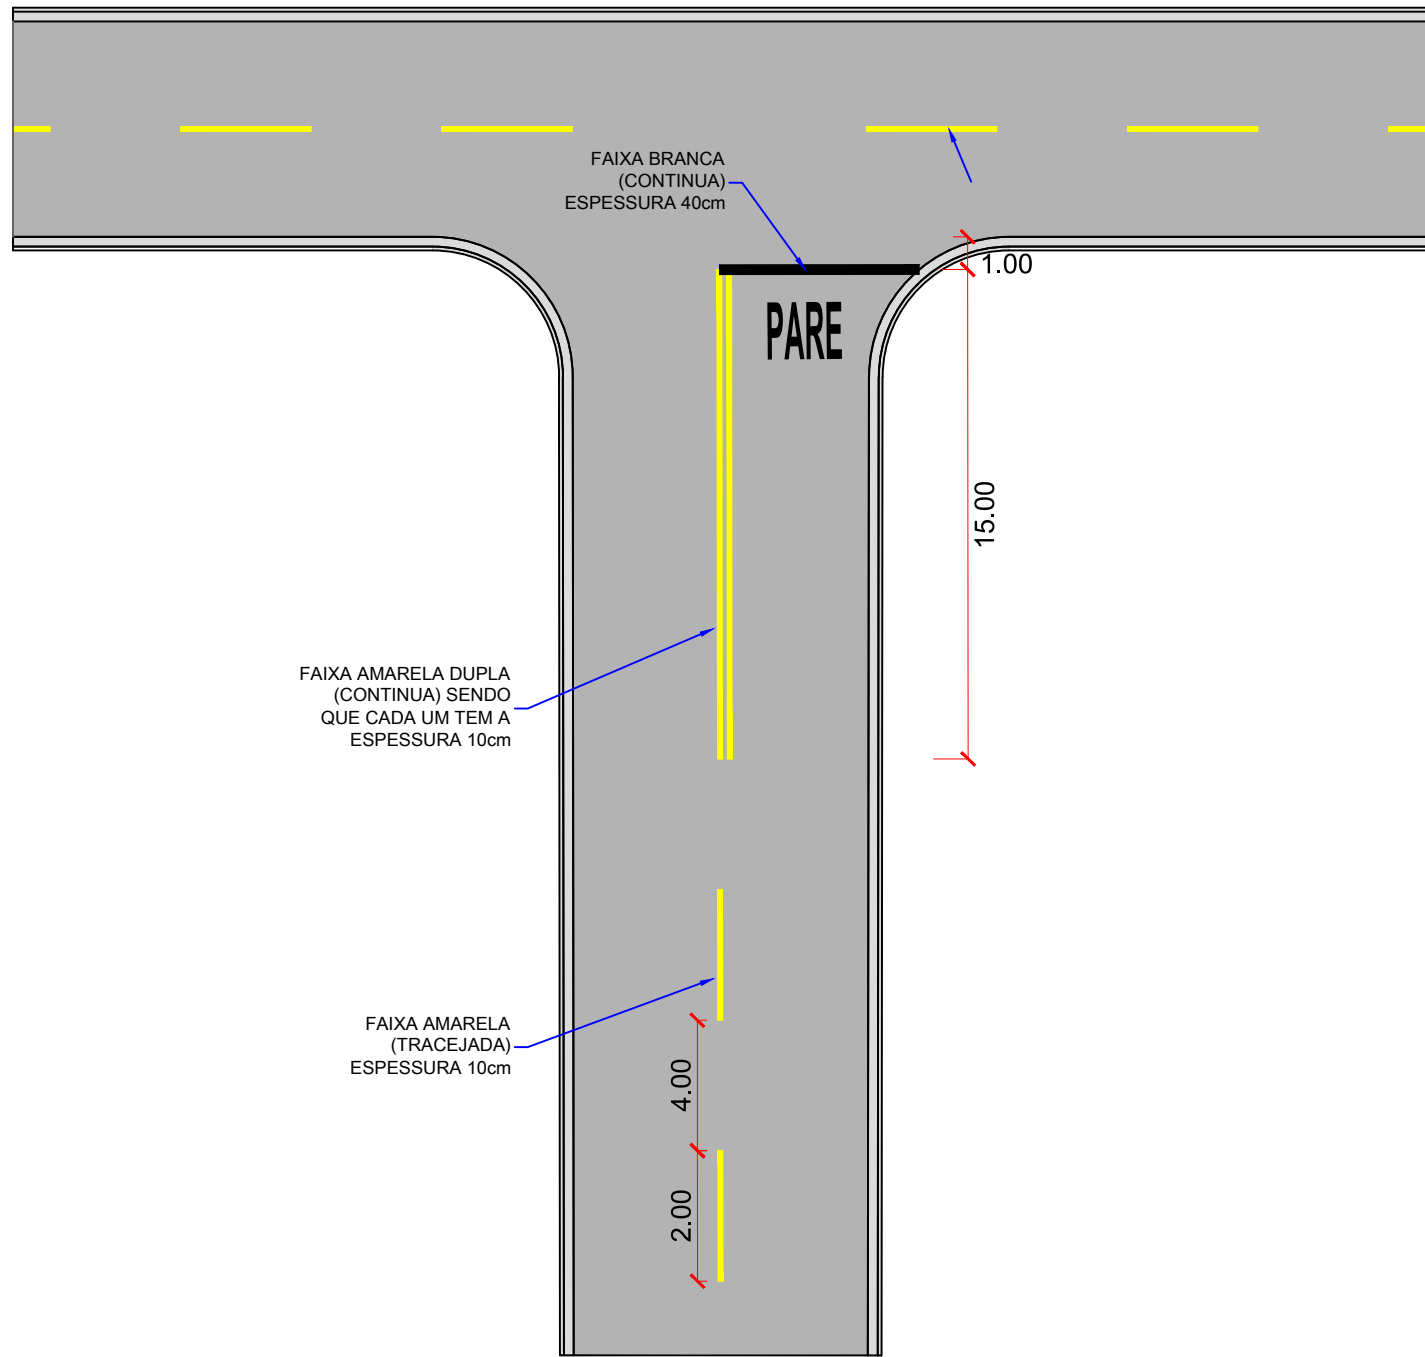 FAIXA BRANCA
(CONTINUA)
ESPESSURA 40cm
1.00
PARE
15.00
FAIXA AMARELA DUPLA
(CONTINUA) SENDO
QUE CADA UM TEM A
ESPESSURA 10cm
FAIXA AMARELA
(TRACEJADA)
ESPESSURA 10cm
4.00
2.00